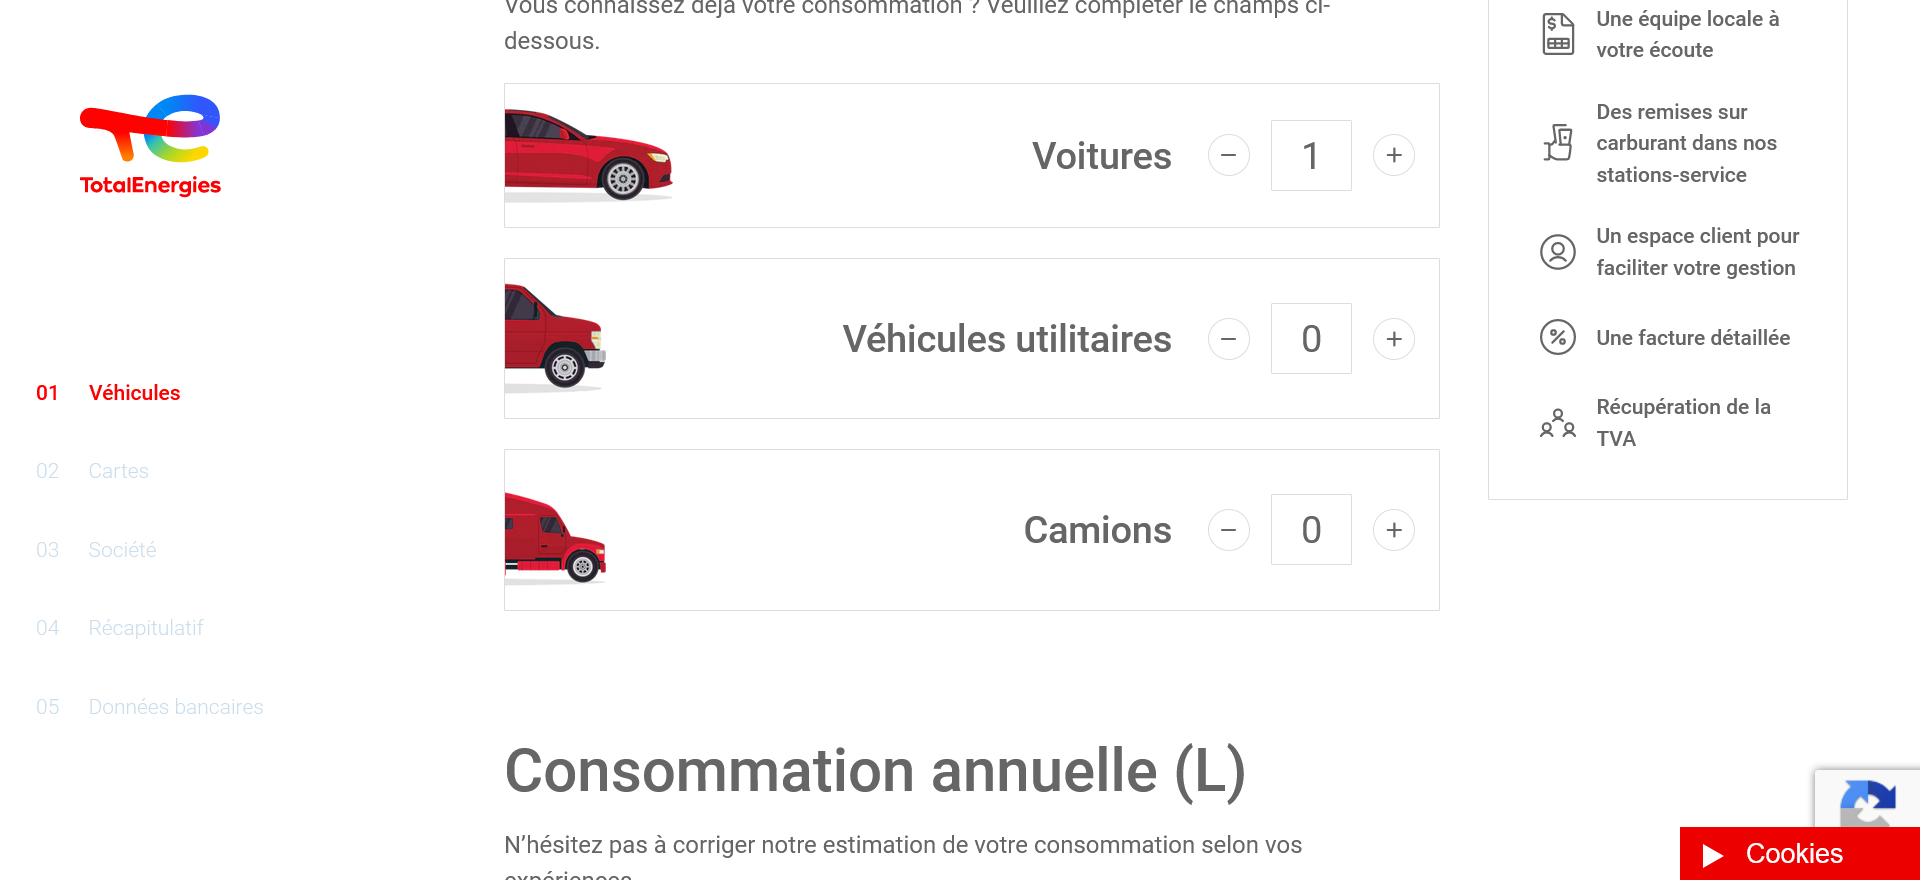 Vous connaissez déjà votre consommation ? Veuillez compléter le champs ci-
dessous.
TotalEnergies
01 Véhicules
02 Cartes
03 Société
04 Récapitulatif
05 Données bancaires
Voitures
1
Véhicules utilitaires
0
Camions
0
Consommation annuelle (L)
N’hésitez pas à corriger notre estimation de votre consommation selon vos
expériences
Une équipe locale à
votre écoute
Des remises sur
carburant dans nos
stations-service
Un espace client pour
faciliter votre gestion
Une facture détaillée
Récupération de la
TVA
Cookies